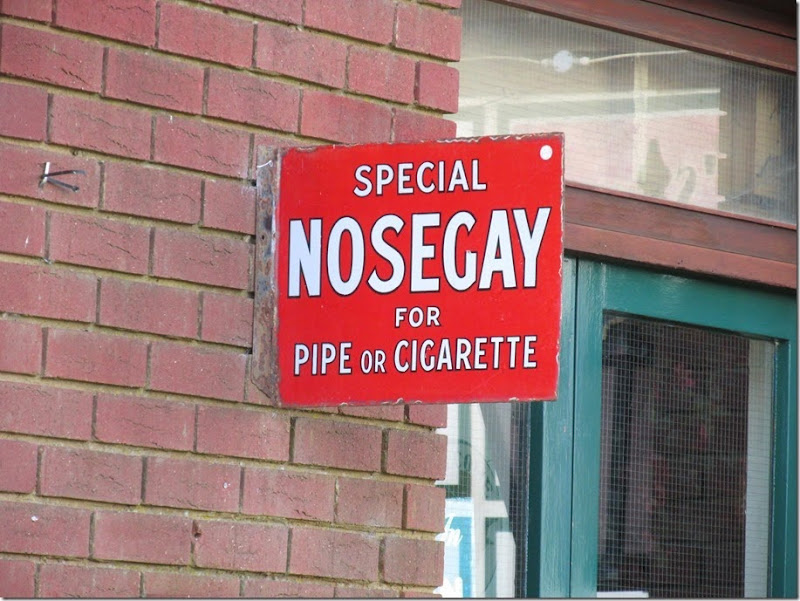 SPECIAL
NOSEGAY
FOR
PIPE OR CIGARETTE